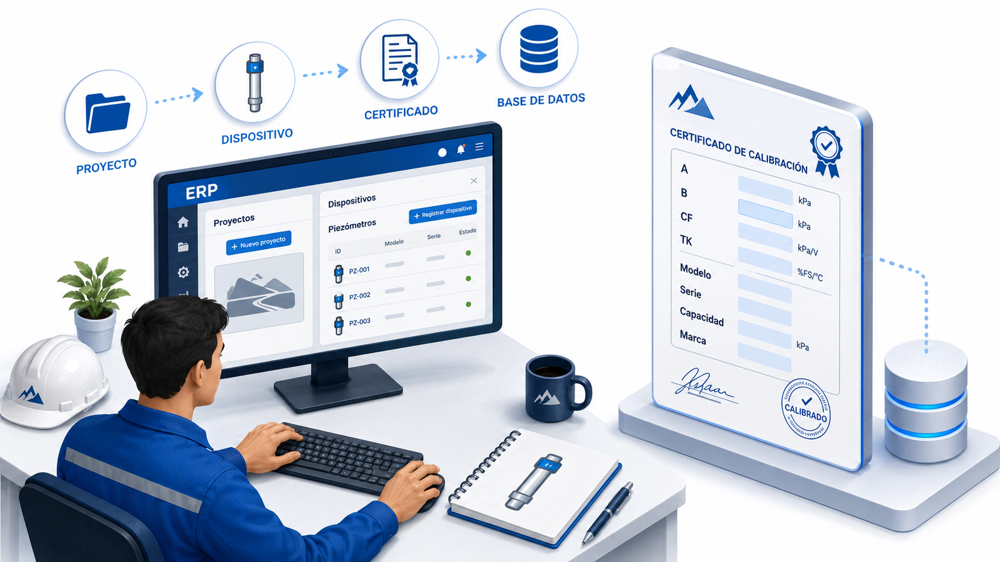 PROYECTO
DISPOSITIVO
CERTIFICADO
BASE DE DATOS
ERP
Proyectos
+ Nuevo proyecto
Dispositivos
Piezómetros
+ Registrar dispositivo
ID Modelo Serie Estado
PZ-001
PZ-002
PZ-003
CERTIFICADO DE CALIBRACIÓN
A kPa
B kPa
CF kPa/V
TK %FS/°C
Modelo
Serie
Capacidad kPa
Marca
CALIBRADO